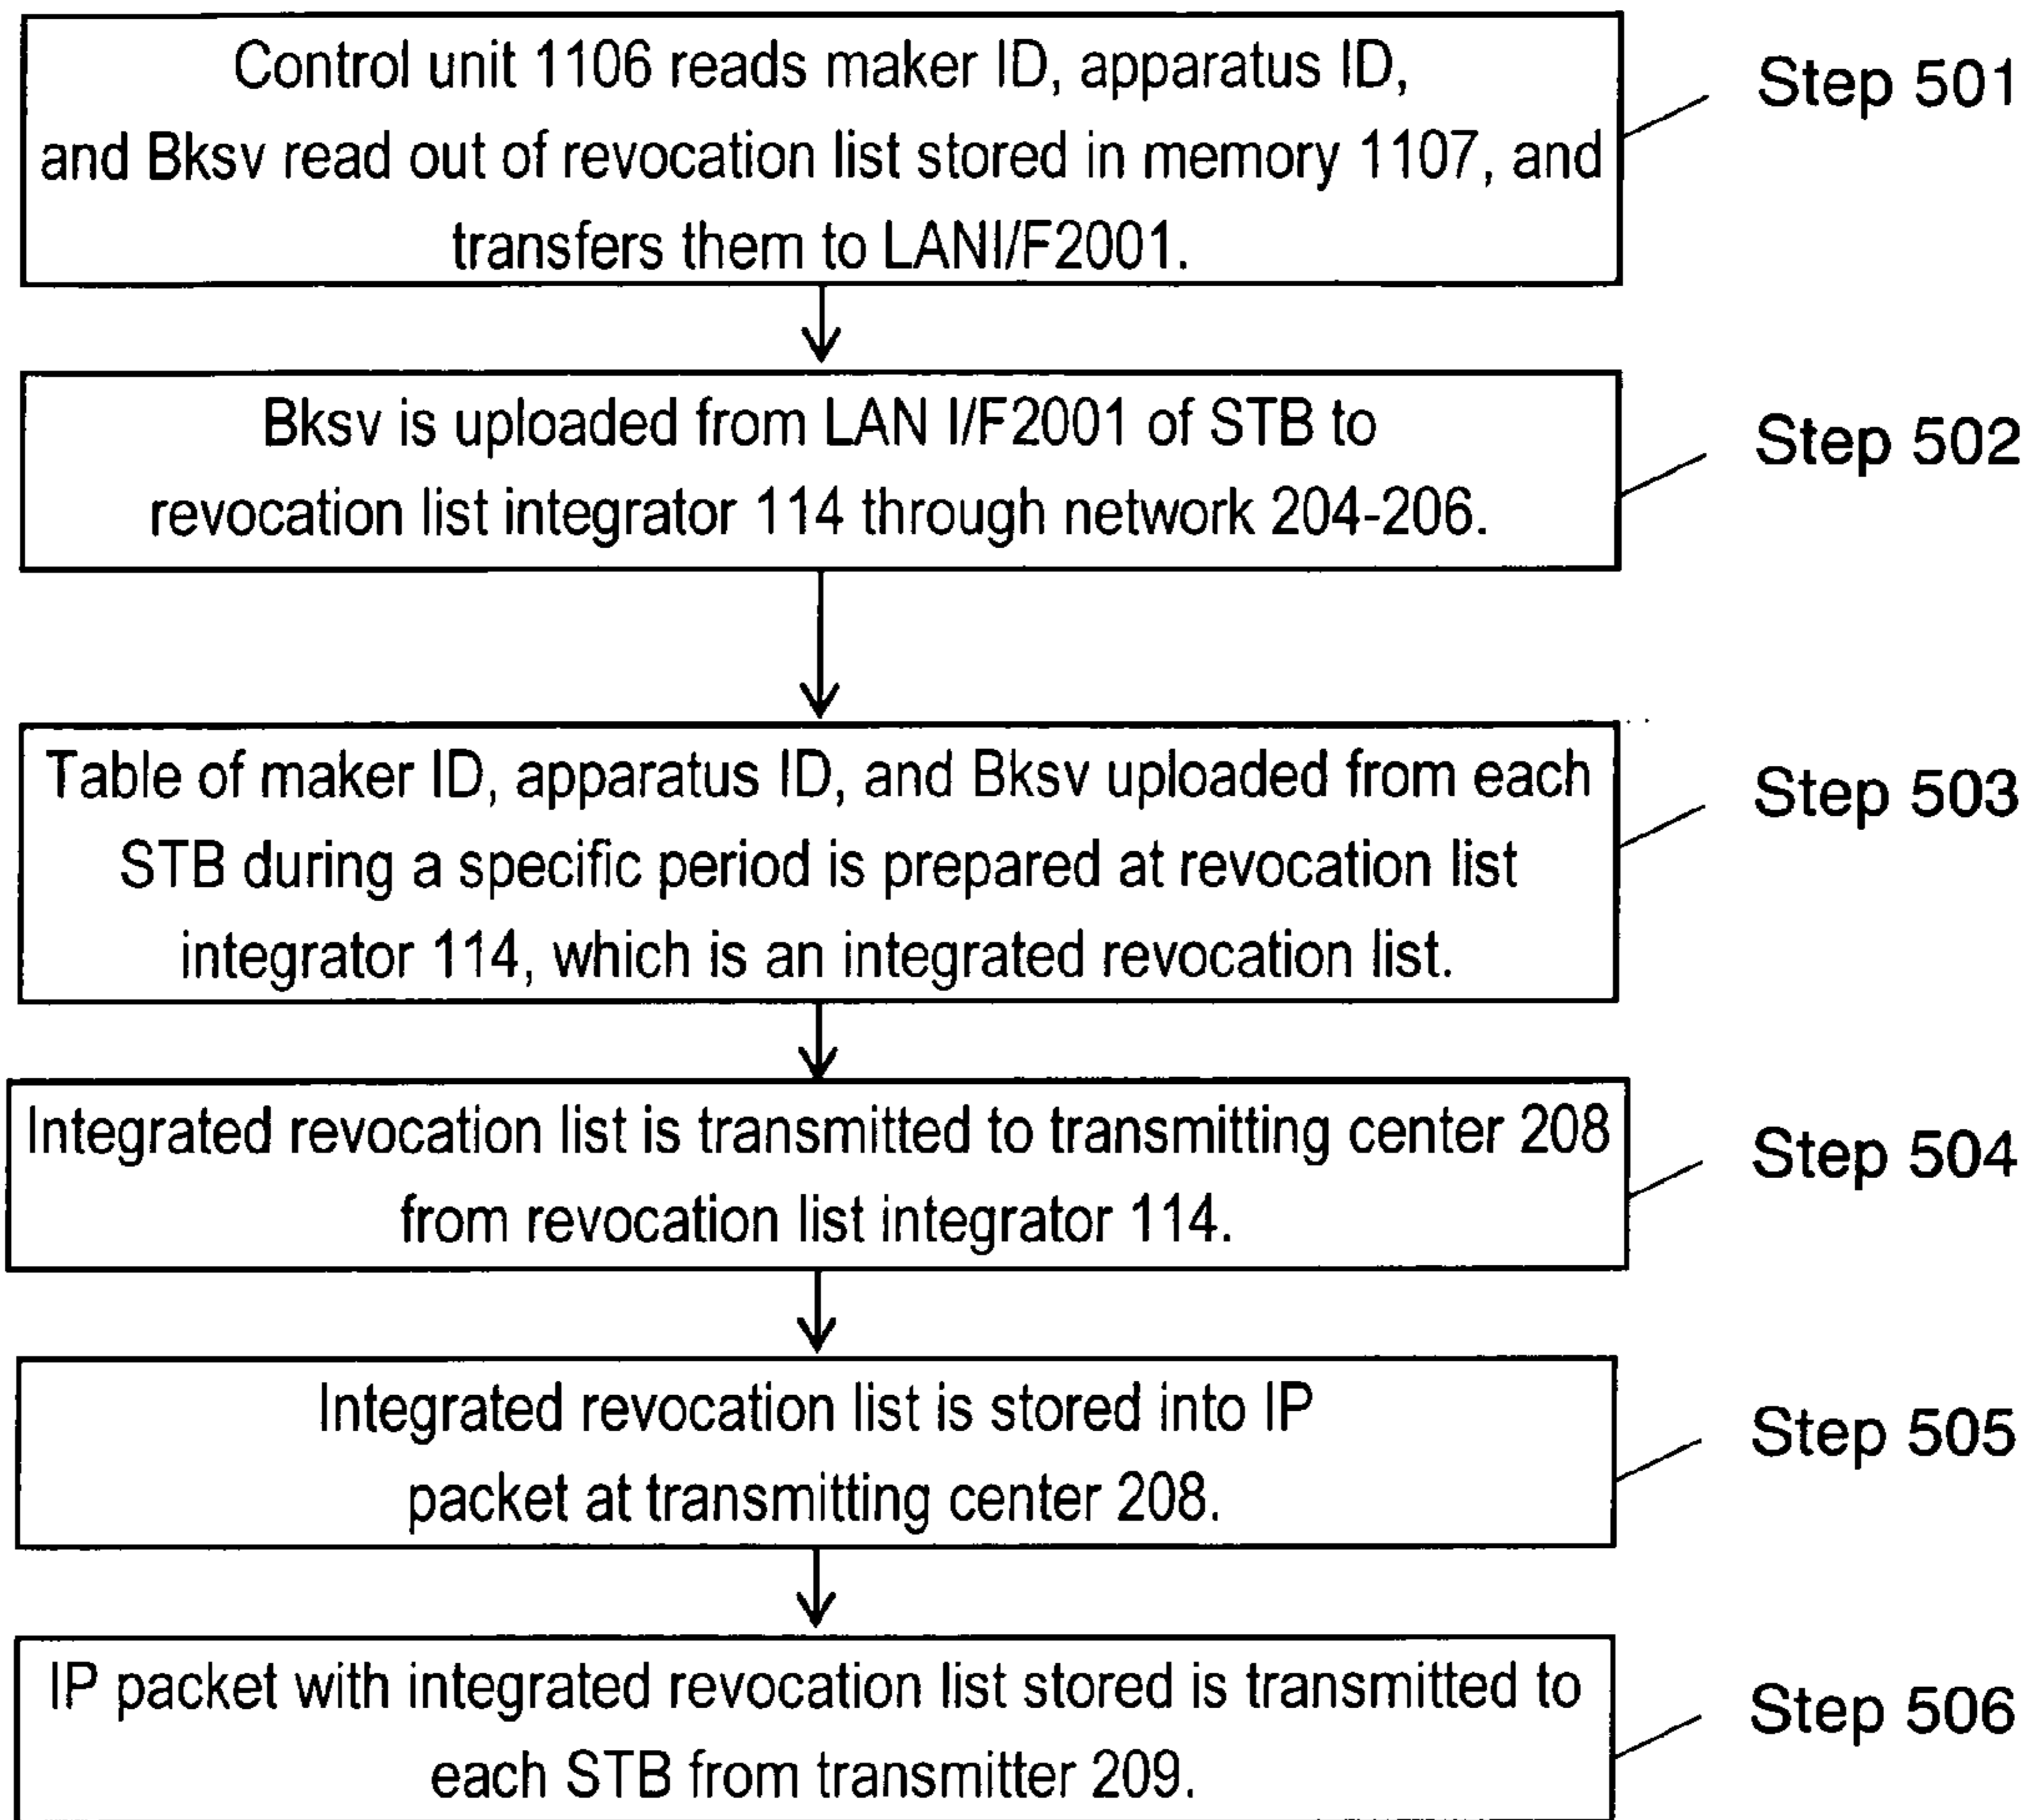 Control unit 1106 reads maker ID, apparatus ID,
and Bksv read out of revocation list stored in memory 1107, and
transfers them to LANI/F2001.
Step 501
Bksv is uploaded from LAN I/F2001 of STB to
revocation list integrator 114 through network 204-206.
Step 502
Table of maker ID, apparatus ID, and Bksv uploaded from each
STB during a specific period is prepared at revocation list
integrator 114, which is an integrated revocation list.
Step 503
Integrated revocation list is transmitted to transmitting center 208
from revocation list integrator 114.
Step 504
Integrated revocation list is stored into IP
packet at transmitting center 208.
Step 505
IP packet with integrated revocation list stored is transmitted to
each STB from transmitter 209.
Step 506